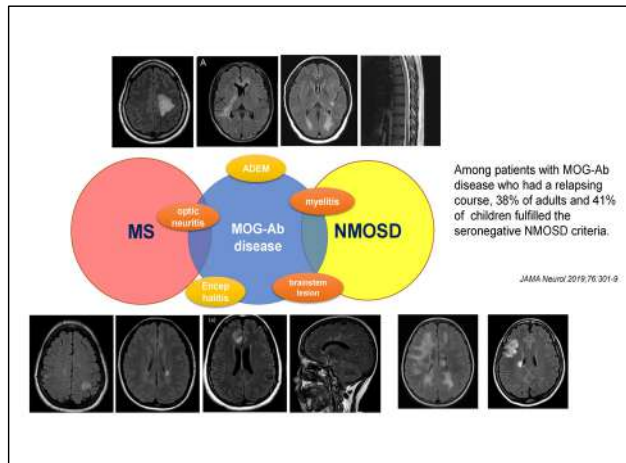 A
ADEM
optic
neuritis
myelitis
MS
MOG-Ab
disease
NMOSD
Encep
halitis
brainstem
lesion
Among patients with MOG-Ab
disease who had a relapsing
course, 38% of adults and 41%
of children fulfilled the
seronegative NMOSD criteria.
JAMA Neurol 2019;76:301-9